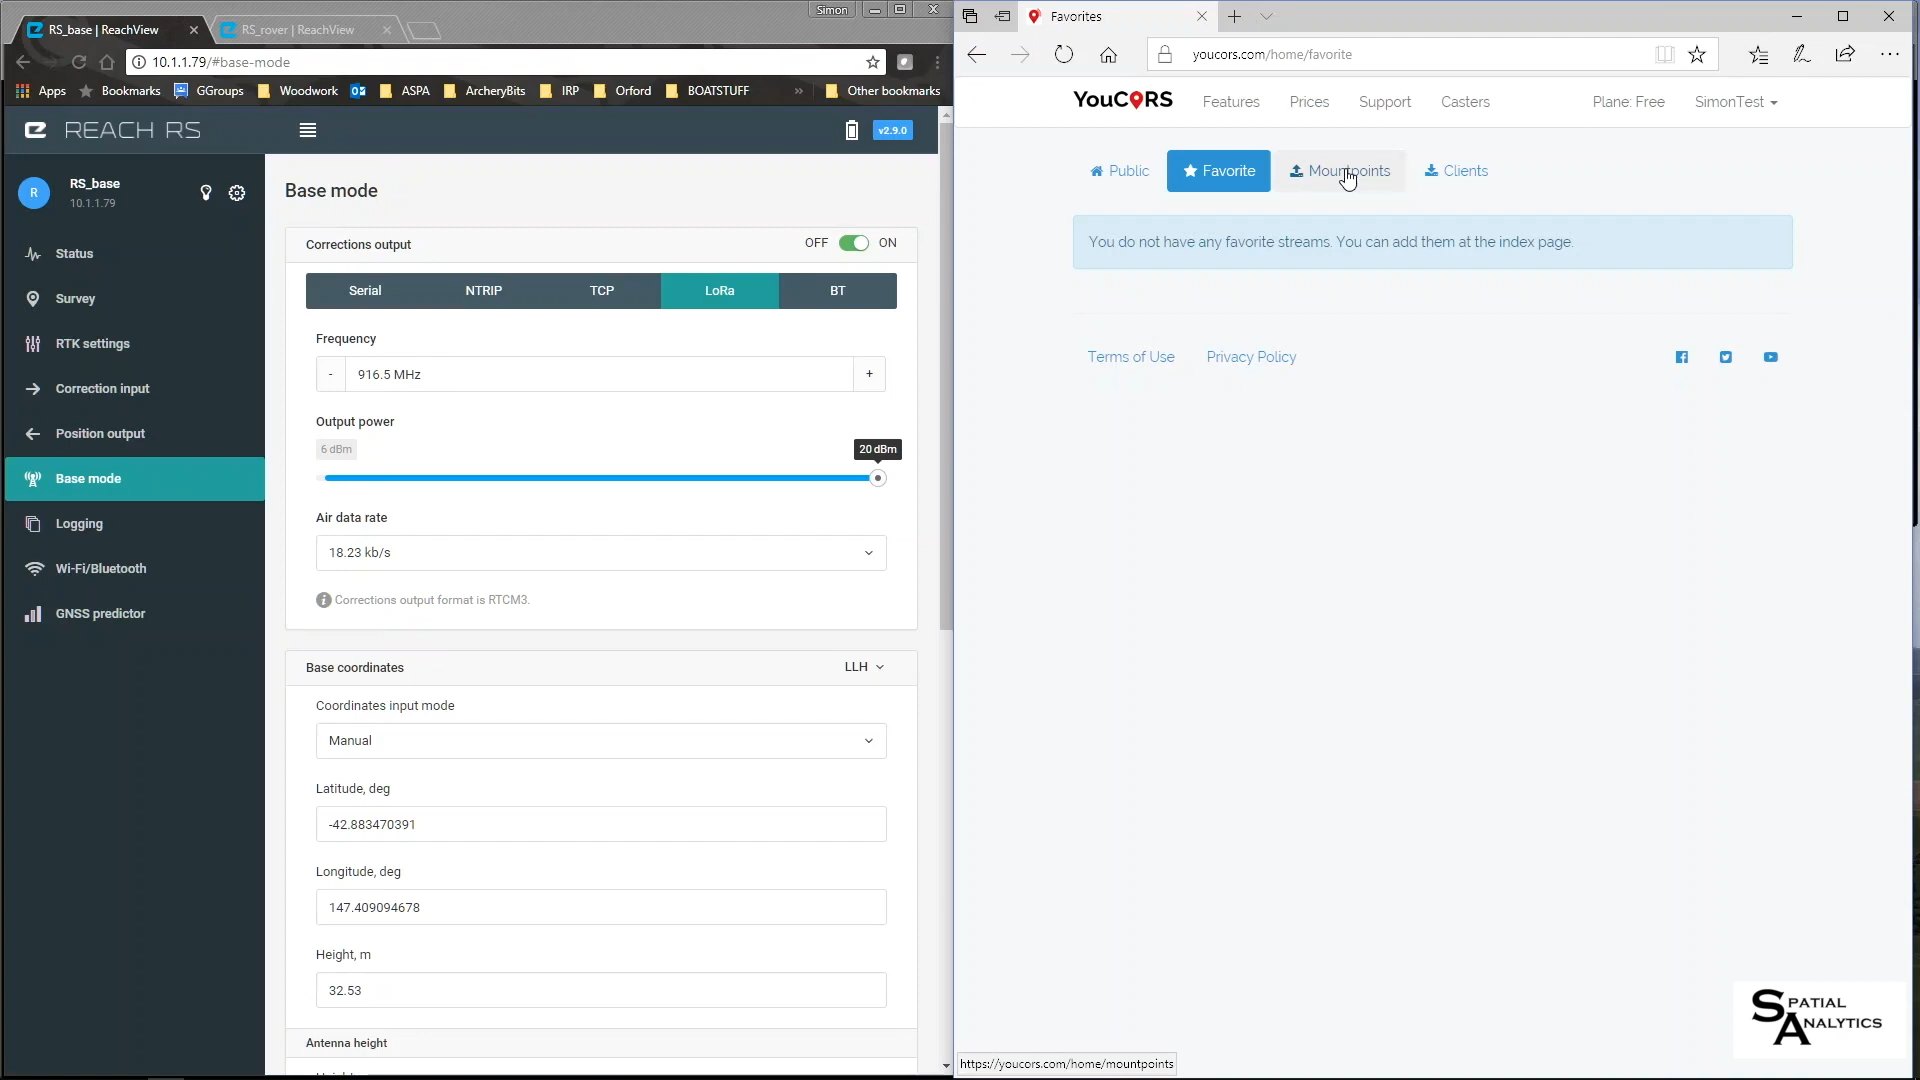 Simon
RS_base | ReachView
RS_rover | ReachView
10.1.1.79/#base-mode
Apps
Bookmarks
GGroups
Woodwork
ASPA
ArcheryBits
IRP
Orford
BOATSTUFF
»
Other bookmarks
REACH RS
v2.9.0
R
RS_base
10.1.1.79
Status
Survey
RTK settings
Correction input
Position output
Base mode
Logging
Wi-Fi/Bluetooth
GNSS predictor
Base mode
Corrections output
OFF
ON
Serial
NTRIP
TCP
LoRa
BT
Frequency
-
916.5 MHz
+
Output power
6 dBm
20 dBm
Air data rate
18.23 kb/s
Corrections output format is RTCM3.
Base coordinates
LLH
Coordinates input mode
Manual
Latitude, deg
-42.883470391
Longitude, deg
147.409094678
Height, m
32.53
Antenna height
Favorites
youcors.com/home/favorite
YouCORS
Features
Prices
Support
Casters
Plane: Free
SimonTest
Public
Favorite
Mountpoints
Clients
You do not have any favorite streams. You can add them at the index page.
Terms of Use
Privacy Policy
SPATIAL
ANALYTICS
https://youcors.com/home/mountpoints